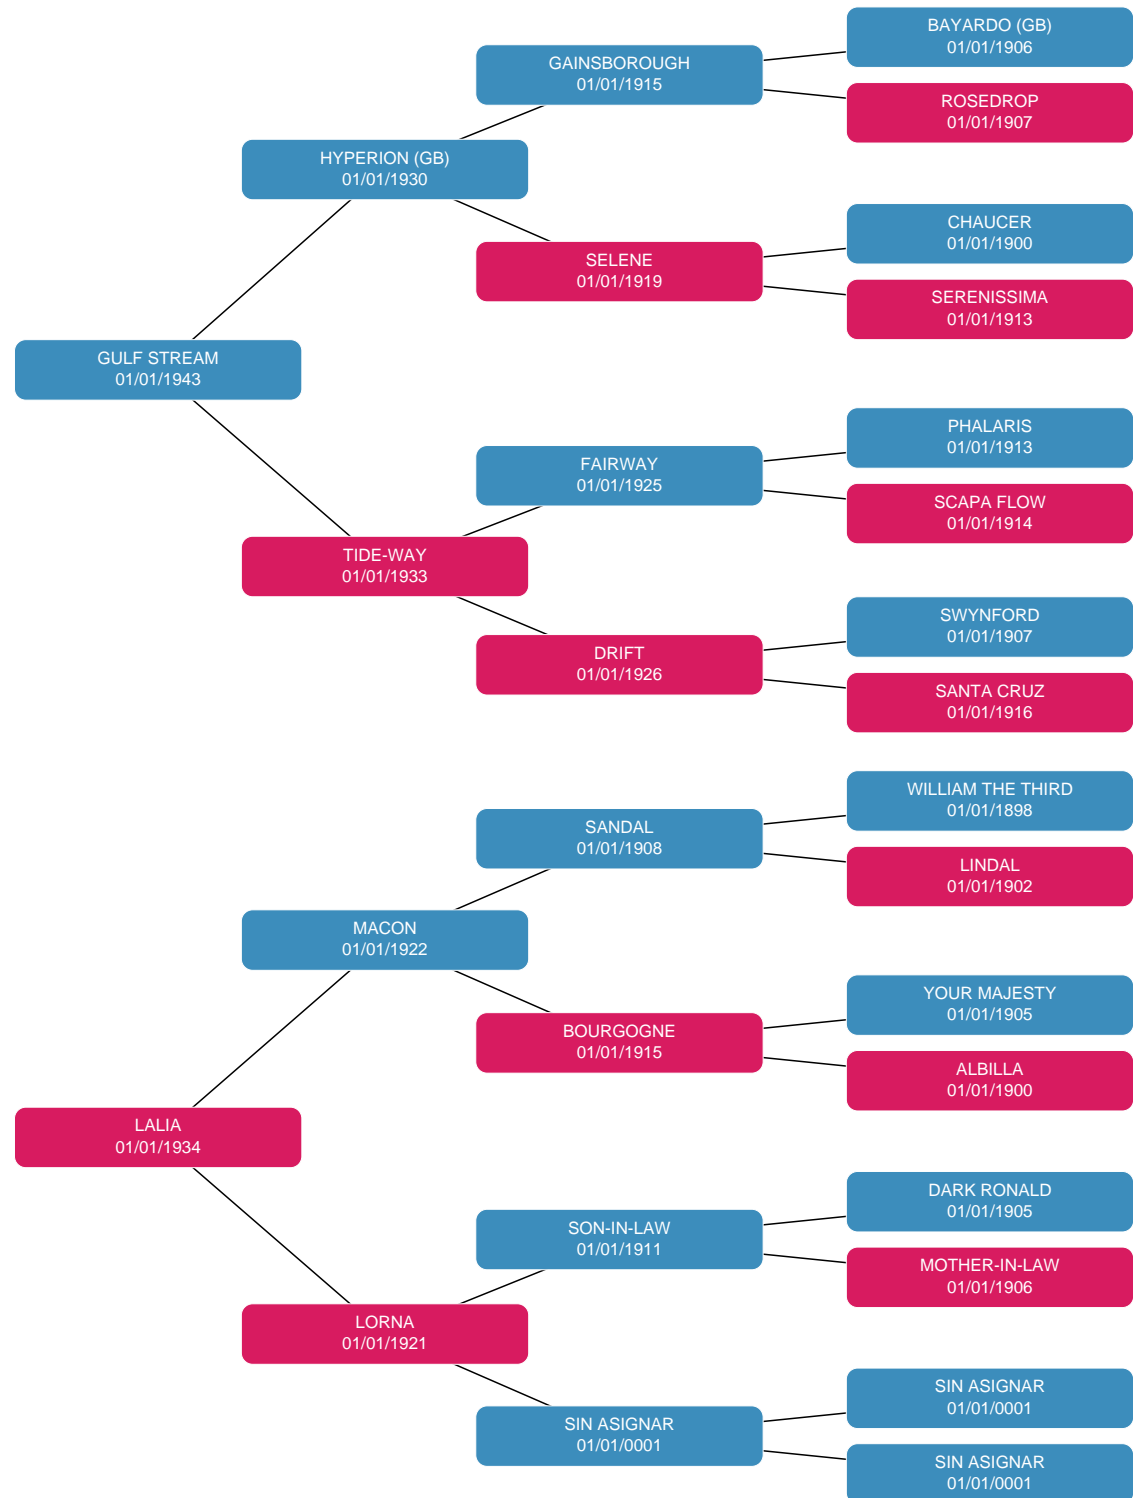 BAYARDO (GB)
01/01/1906
GAINSBOROUGH
01/01/1915
ROSEDROP
01/01/1907
HYPERION (GB)
01/01/1930
CHAUCER
01/01/1900
SELENE
01/01/1919
SERENISSIMA
01/01/1913
GULF STREAM
01/01/1943
PHALARIS
01/01/1913
FAIRWAY
01/01/1925
SCAPA FLOW
01/01/1914
TIDE-WAY
01/01/1933
SWYNFORD
01/01/1907
DRIFT
01/01/1926
SANTA CRUZ
01/01/1916
WILLIAM THE THIRD
01/01/1898
SANDAL
01/01/1908
LINDAL
01/01/1902
MACON
01/01/1922
YOUR MAJESTY
01/01/1905
BOURGOGNE
01/01/1915
ALBILLA
01/01/1900
LALIA
01/01/1934
DARK RONALD
01/01/1905
SON-IN-LAW
01/01/1911
MOTHER-IN-LAW
01/01/1906
LORNA
01/01/1921
SIN ASIGNAR
01/01/0001
SIN ASIGNAR
01/01/0001
SIN ASIGNAR
01/01/0001